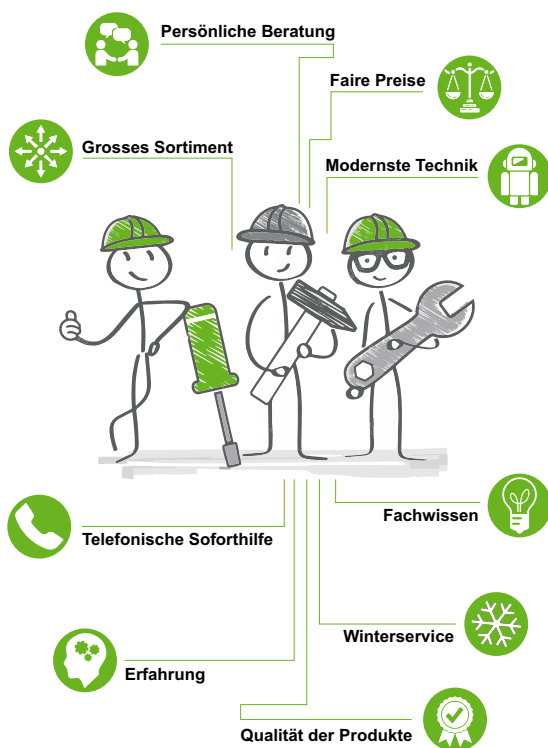 Persönliche Beratung
Faire Preise
Grosses Sortiment
Modernste Technik
Fachwissen
Telefonische Soforthilfe
Winterservice
Erfahrung
Qualität der Produkte